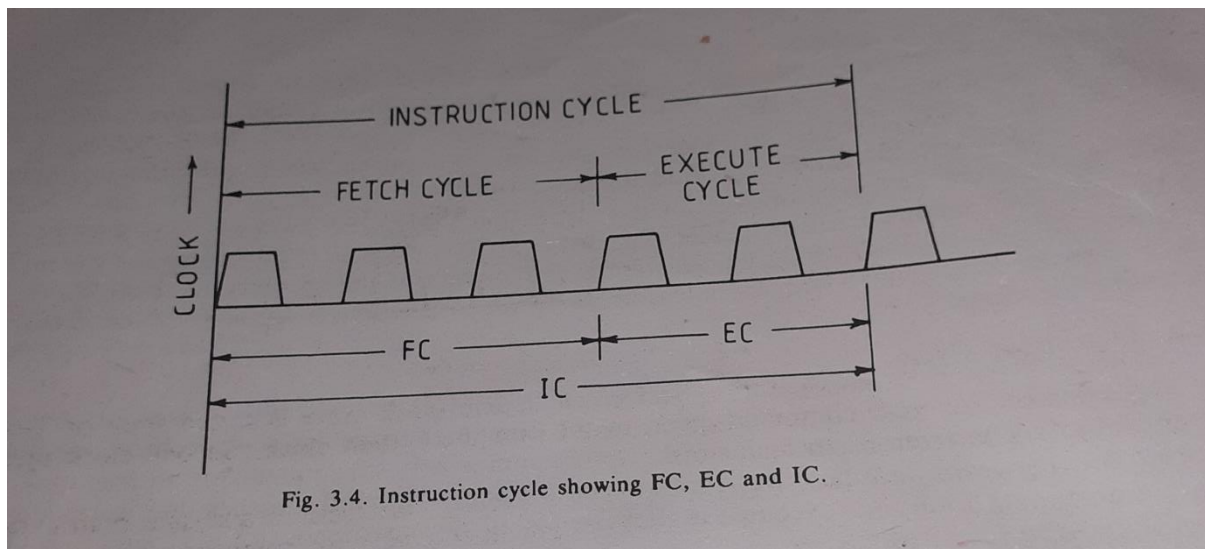 INSTRUCTION CYCLE
FETCH CYCLE
EXECUTE
CYCLE
CLOCK
FC
EC
IC
Fig. 3.4. Instruction cycle showing FC, EC and IC.